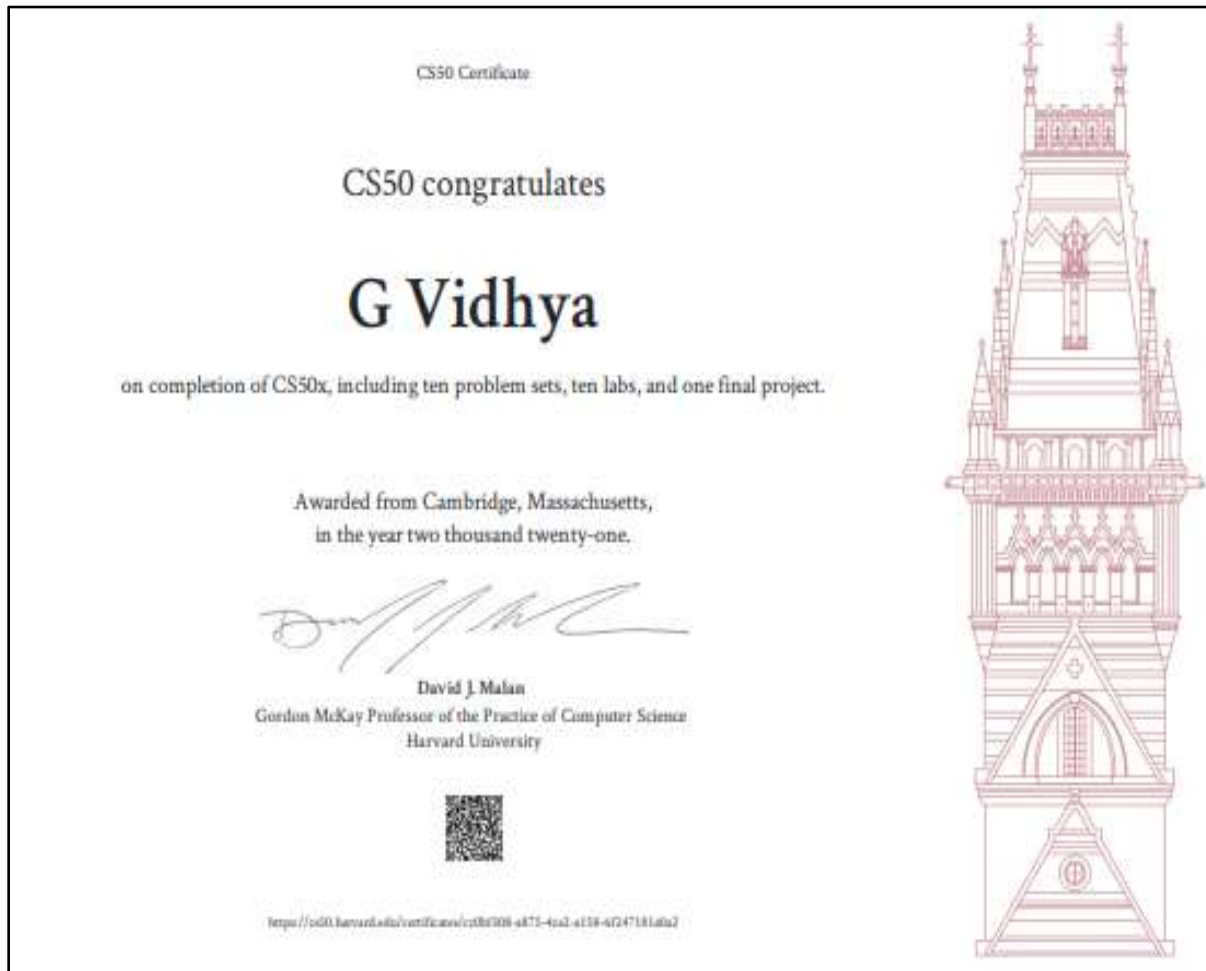 CS50 Certificate
CS50 congratulates
G Vidhya
on completion of CS50x, including ten problem sets, ten labs, and one final project.
Awarded from Cambridge, Massachusetts,
in the year two thousand twenty-one.
David J. Malan
Gordon McKay Professor of the Practice of Computer Science
Harvard University